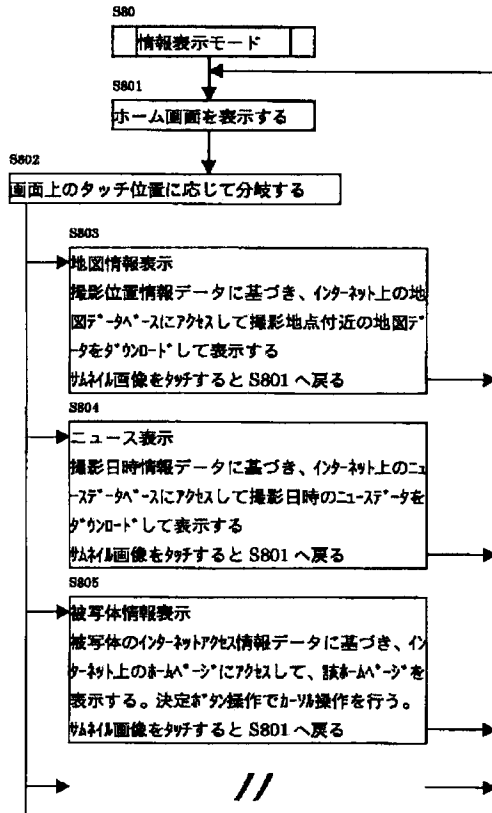 S80
情報表示モード
S801
ホーム画面を表示する
S802
画面上のタッチ位置に応じて分岐する
S803
地図情報表示
撮影位置情報データに基づき、ｲﾝﾀｰﾈｯﾄ上の地
図ﾃﾞｰﾀﾍﾞｰｽにｱｸｾｽして撮影地点付近の地図ﾃﾞ
ｰﾀをﾀﾞｳﾝﾛｰﾄﾞして表示する
ｻﾑﾈｲﾙ画像をﾀｯﾁすると S801 へ戻る
S804
ニュース表示
撮影日時情報データに基づき、ｲﾝﾀｰﾈｯﾄ上のﾆｭ
ｰｽﾃﾞｰﾀﾍﾞｰｽにｱｸｾｽして撮影日時のﾆｭｰｽﾃﾞｰﾀを
ﾀﾞｳﾝﾛｰﾄﾞして表示する
ｻﾑﾈｲﾙ画像をﾀｯﾁすると S801 へ戻る
S805
被写体情報表示
被写体のｲﾝﾀｰﾈｯﾄｱｸｾｽ情報データに基づき、ｲﾝ
ﾀｰﾈｯﾄ上のﾎｰﾑﾍﾟｰｼﾞにｱｸｾｽして、該ﾎｰﾑﾍﾟｰｼﾞを
表示する。決定ﾎﾞﾀﾝ操作でｶｰｿﾙ操作を行う。
ｻﾑﾈｲﾙ画像をﾀｯﾁすると S801 へ戻る